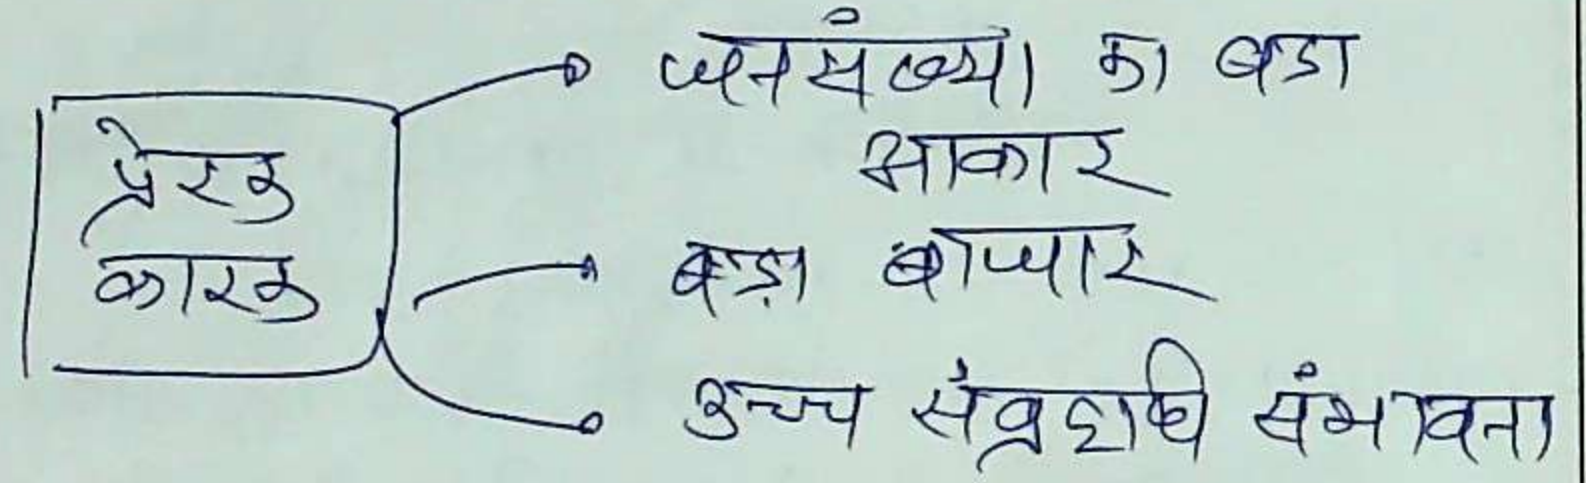 प्रेरक
कारक
जनसंख्या का बडा
आकार
बड़ा बाजार
उच्च संवृद्धि संभावना